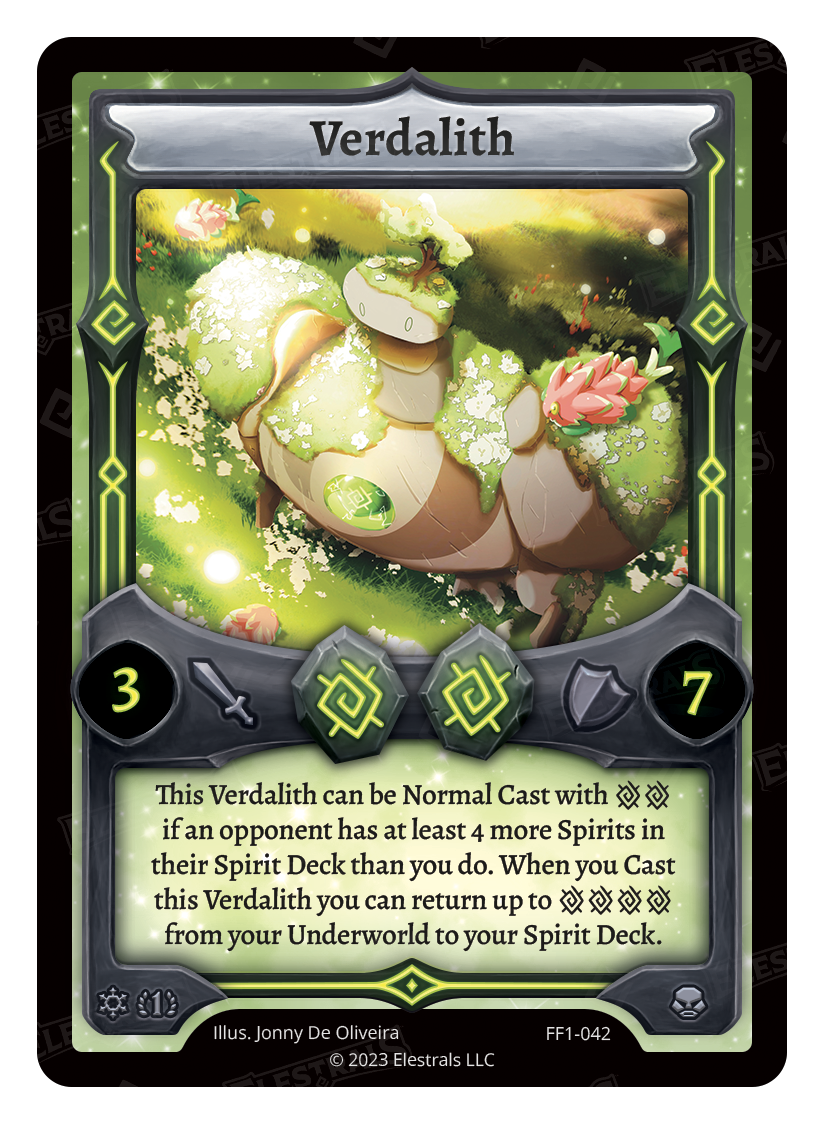 Verdalith
3
7
This Verdalith can be Normal Cast with
if an opponent has at least 4 more Spirits in
their Spirit Deck than you do. When you Cast
this Verdalith you can return up to
from your Underworld to your Spirit Deck.
1
Illus. Jonny De Oliveira
FF1-042
© 2023 Elestrals LLC